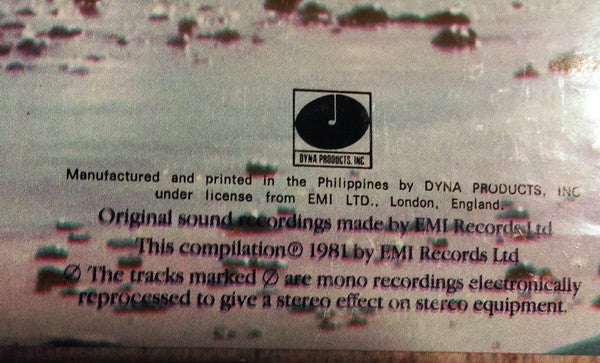 DYNA PRODUCTS, INC.
Manufactured and printed in the Philippines by DYNA PRODUCTS, INC
under license from EMI LTD., London, England.
Original sound recordings made by EMI Records Ltd
This compilation ℗ 1981 by EMI Records Ltd
∅ The tracks marked ∅ are mono recordings electronically
reprocessed to give a stereo effect on stereo equipment.